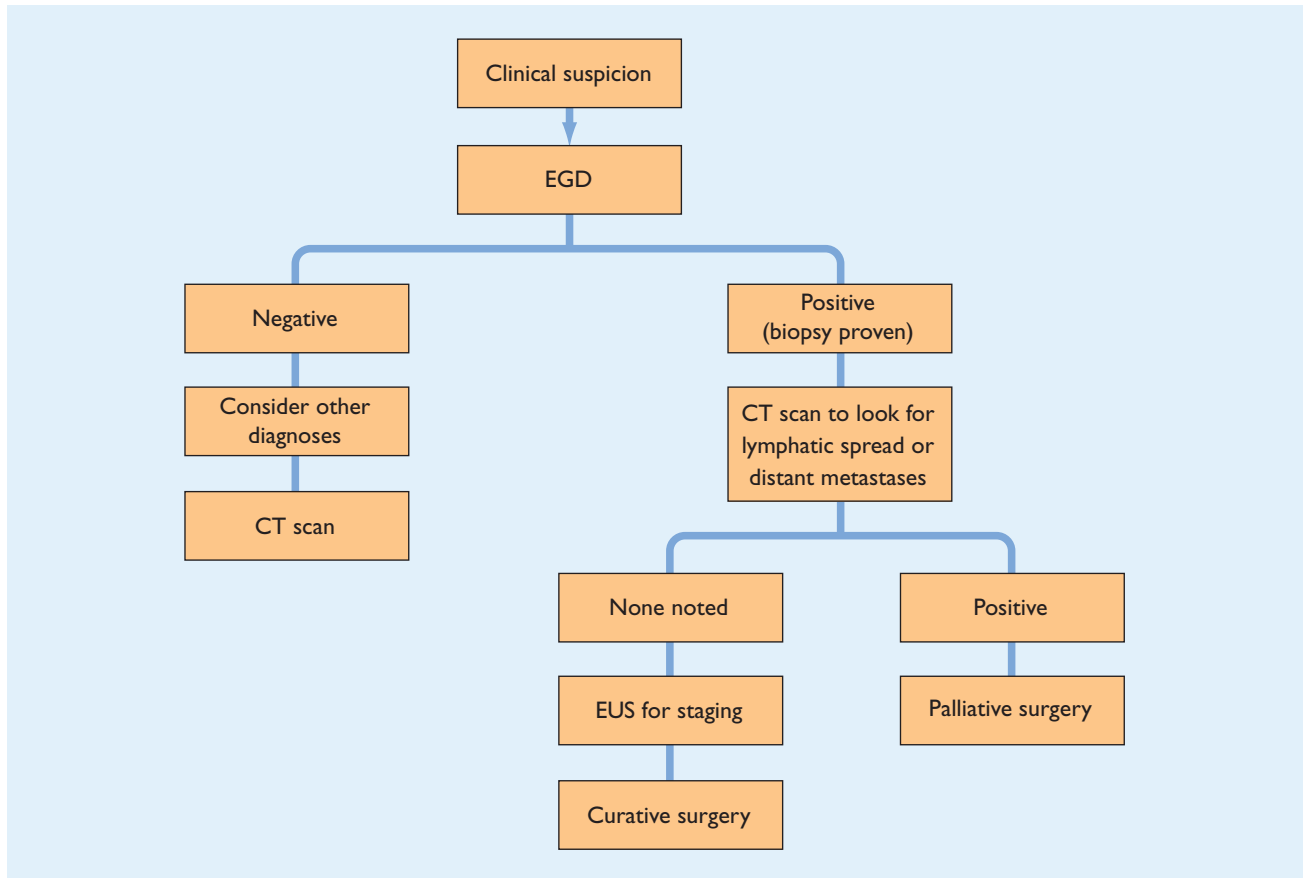 Clinical suspicion
EGD
Negative
Consider other
diagnoses
CT scan
Positive
(biopsy proven)
CT scan to look for
lymphatic spread or
distant metastases
None noted
EUS for staging
Curative surgery
Positive
Palliative surgery